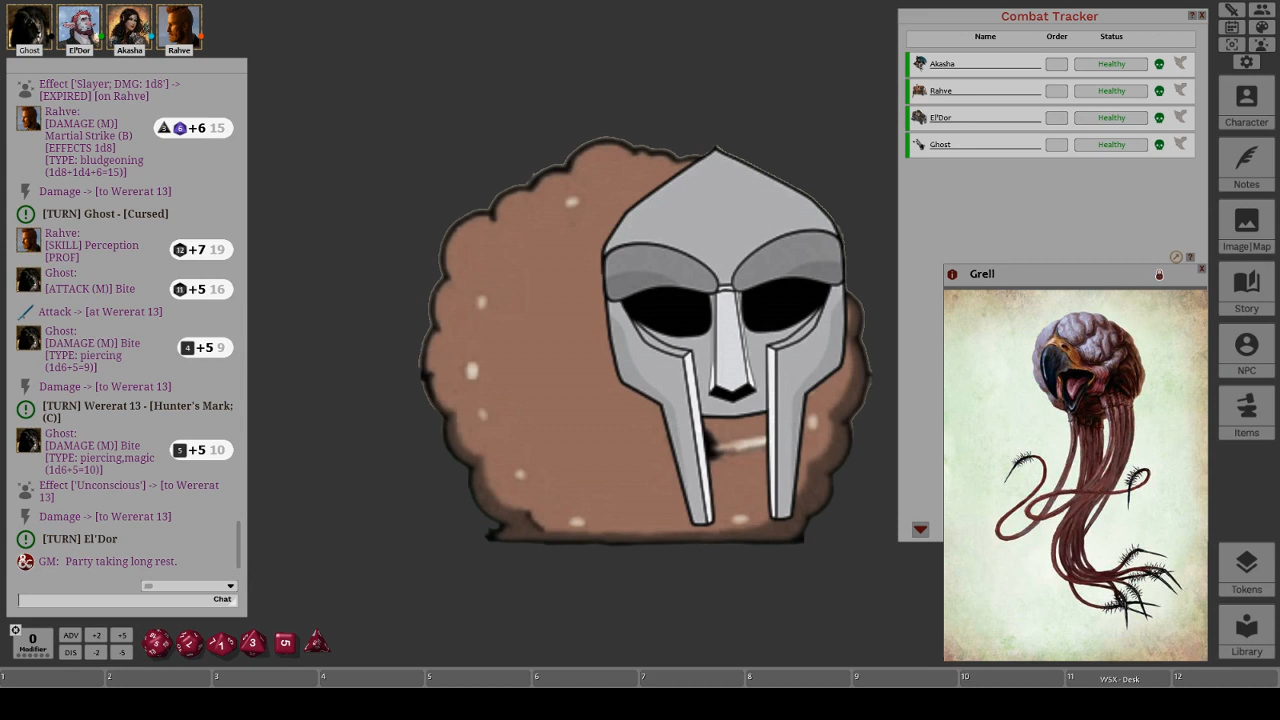 Ghost
El'Dor
Akasha
Rahve
Effect ['Slayer; DMG: 1d8'] ->
[EXPIRED] [on Rahve]
Rahve:
[DAMAGE (M)]
Martial Strike (B)
[EFFECTS 1d8]
[TYPE: bludgeoning
(1d8+1d4+6=15)]
+6 15
Damage -> [to Wererat 13]
[TURN] Ghost - [Cursed]
Rahve:
[SKILL] Perception
[PROF]
12 +7 19
Ghost:
[ATTACK (M)] Bite
11 +5 16
Attack -> [at Wererat 13]
Ghost:
[DAMAGE (M)] Bite
[TYPE: piercing
(1d6+5=9)]
4 +5 9
Damage -> [to Wererat 13]
[TURN] Wererat 13 - [Hunter's Mark;
(C)]
Ghost:
[DAMAGE (M)] Bite
[TYPE: piercing,magic
(1d6+5=10)]
5 +5 10
Effect ['Unconscious'] -> [to Wererat
13]
Damage -> [to Wererat 13]
[TURN] El'Dor
GM: Party taking long rest.
Chat
0
Modifier
ADV +2 +5
DIS -2 -5
Combat Tracker
? X
Name Order Status
Akasha Healthy
Rahve Healthy
El'Dor Healthy
Ghost Healthy
?
Grell
X
Character
Notes
Image|Map
Story
NPC
Items
Tokens
Library
1 2 3 4 5 6 7 8 9 10 11 WSX - Desk 12